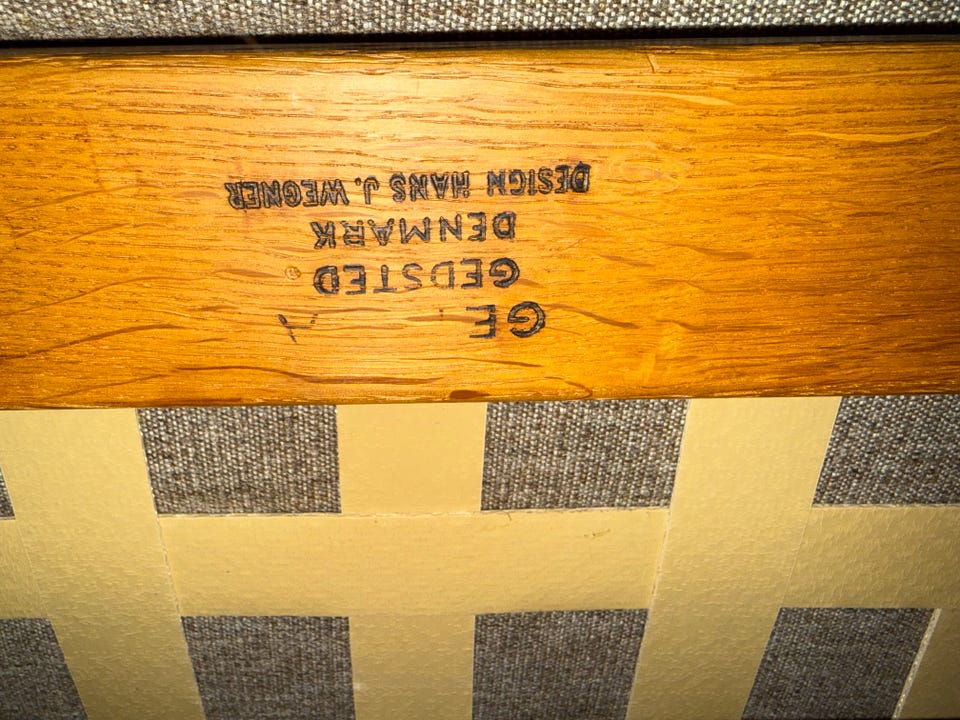 GE
GEDSTED
DENMARK
DESIGN HANS J. WEGNER